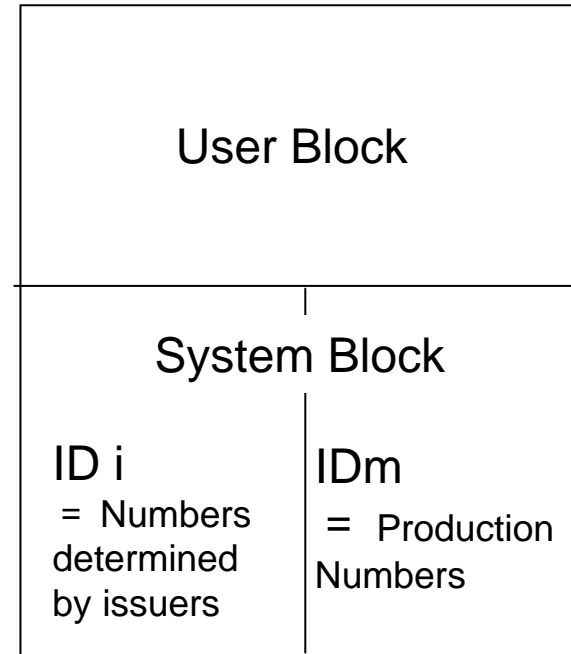 User Block
System Block
ID i
= Numbers
determined
by issuers
IDm
= Production
Numbers